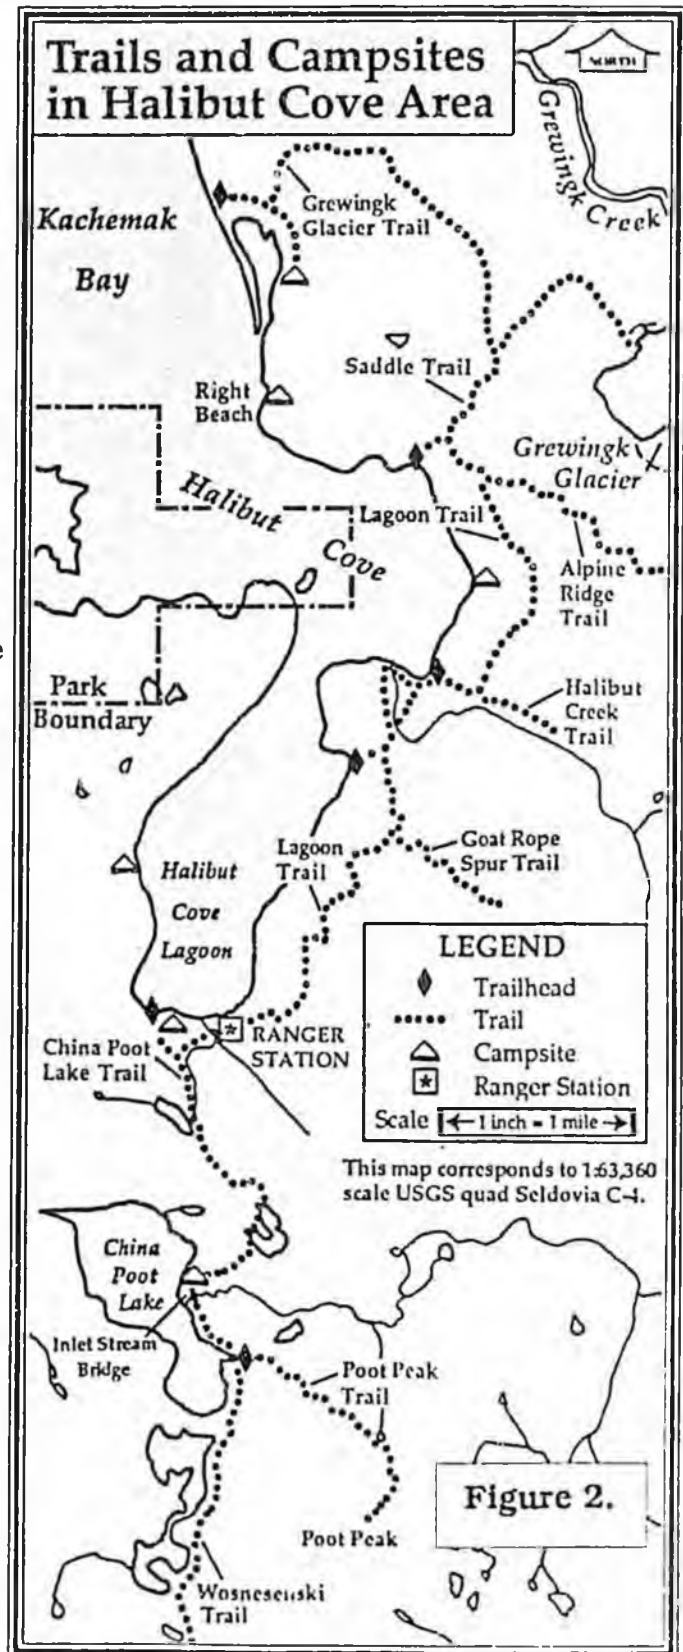 Trails and Campsites
in Halibut Cove Area
NORTH
Grewingk
Creek
Kachemak
Bay
Grewingk
Glacier Trail
Saddle Trail
Right
Beach
Grewingk
Glacier
Halibut
Cove
Lagoon Trail
Alpine
Ridge
Trail
Park
Boundary
Halibut
Creek
Trail
Lagoon
Trail
Goat Rope
Spur Trail
Halibut
Cove
Lagoon
LEGEND
Trailhead
Trail
Campsite
Ranger Station
Scale 1 inch = 1 mile
RANGER
STATION
China Poot
Lake Trail
This map corresponds to 1:63,360
scale USGS quad Seldovia C-4.
China
Poot
Lake
Inlet Stream
Bridge
Poot Peak
Trail
Figure 2.
Poot Peak
Wosnesenski
Trail